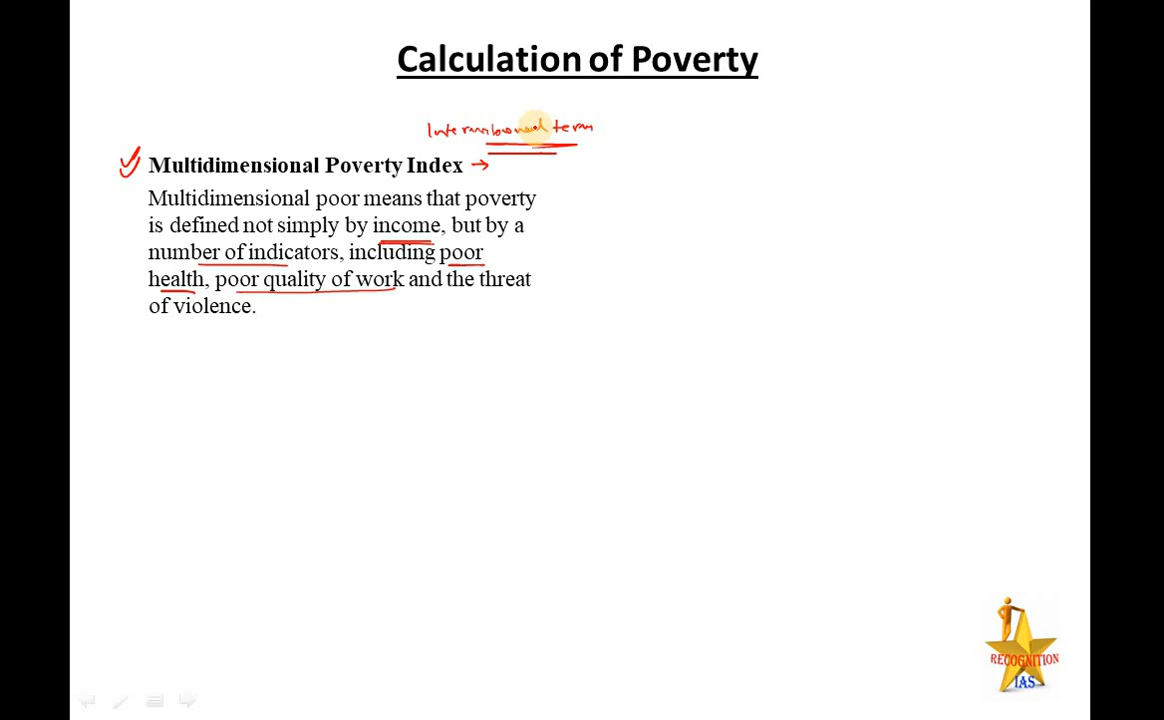 Calculation of Poverty
International term
Multidimensional Poverty Index →
Multidimensional poor means that poverty
is defined not simply by income, but by a
number of indicators, including poor
health, poor quality of work and the threat
of violence.
RECOGNITION
IAS